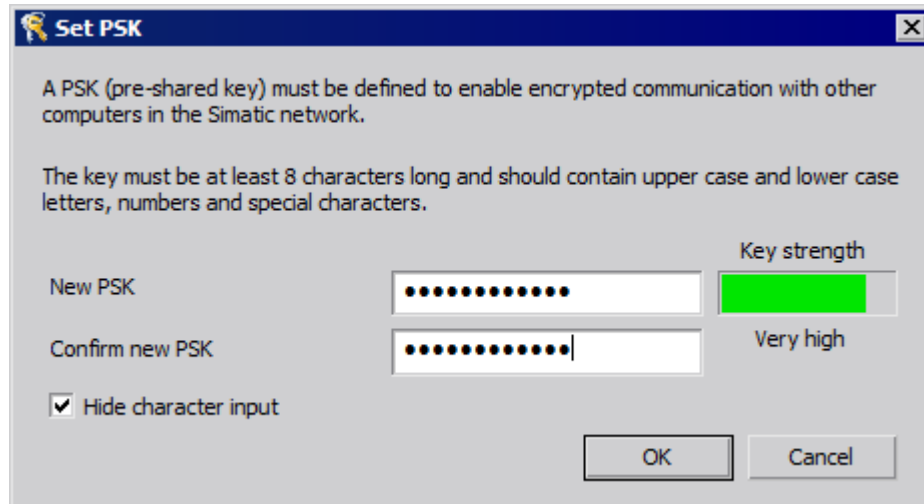 Set PSK
A PSK (pre-shared key) must be defined to enable encrypted communication with other
computers in the Simatic network.
The key must be at least 8 characters long and should contain upper case and lower case
letters, numbers and special characters.
Key strength
New PSK ●●●●●●●●●●●●
Confirm new PSK ●●●●●●●●●●●●
Very high
Hide character input
OK Cancel